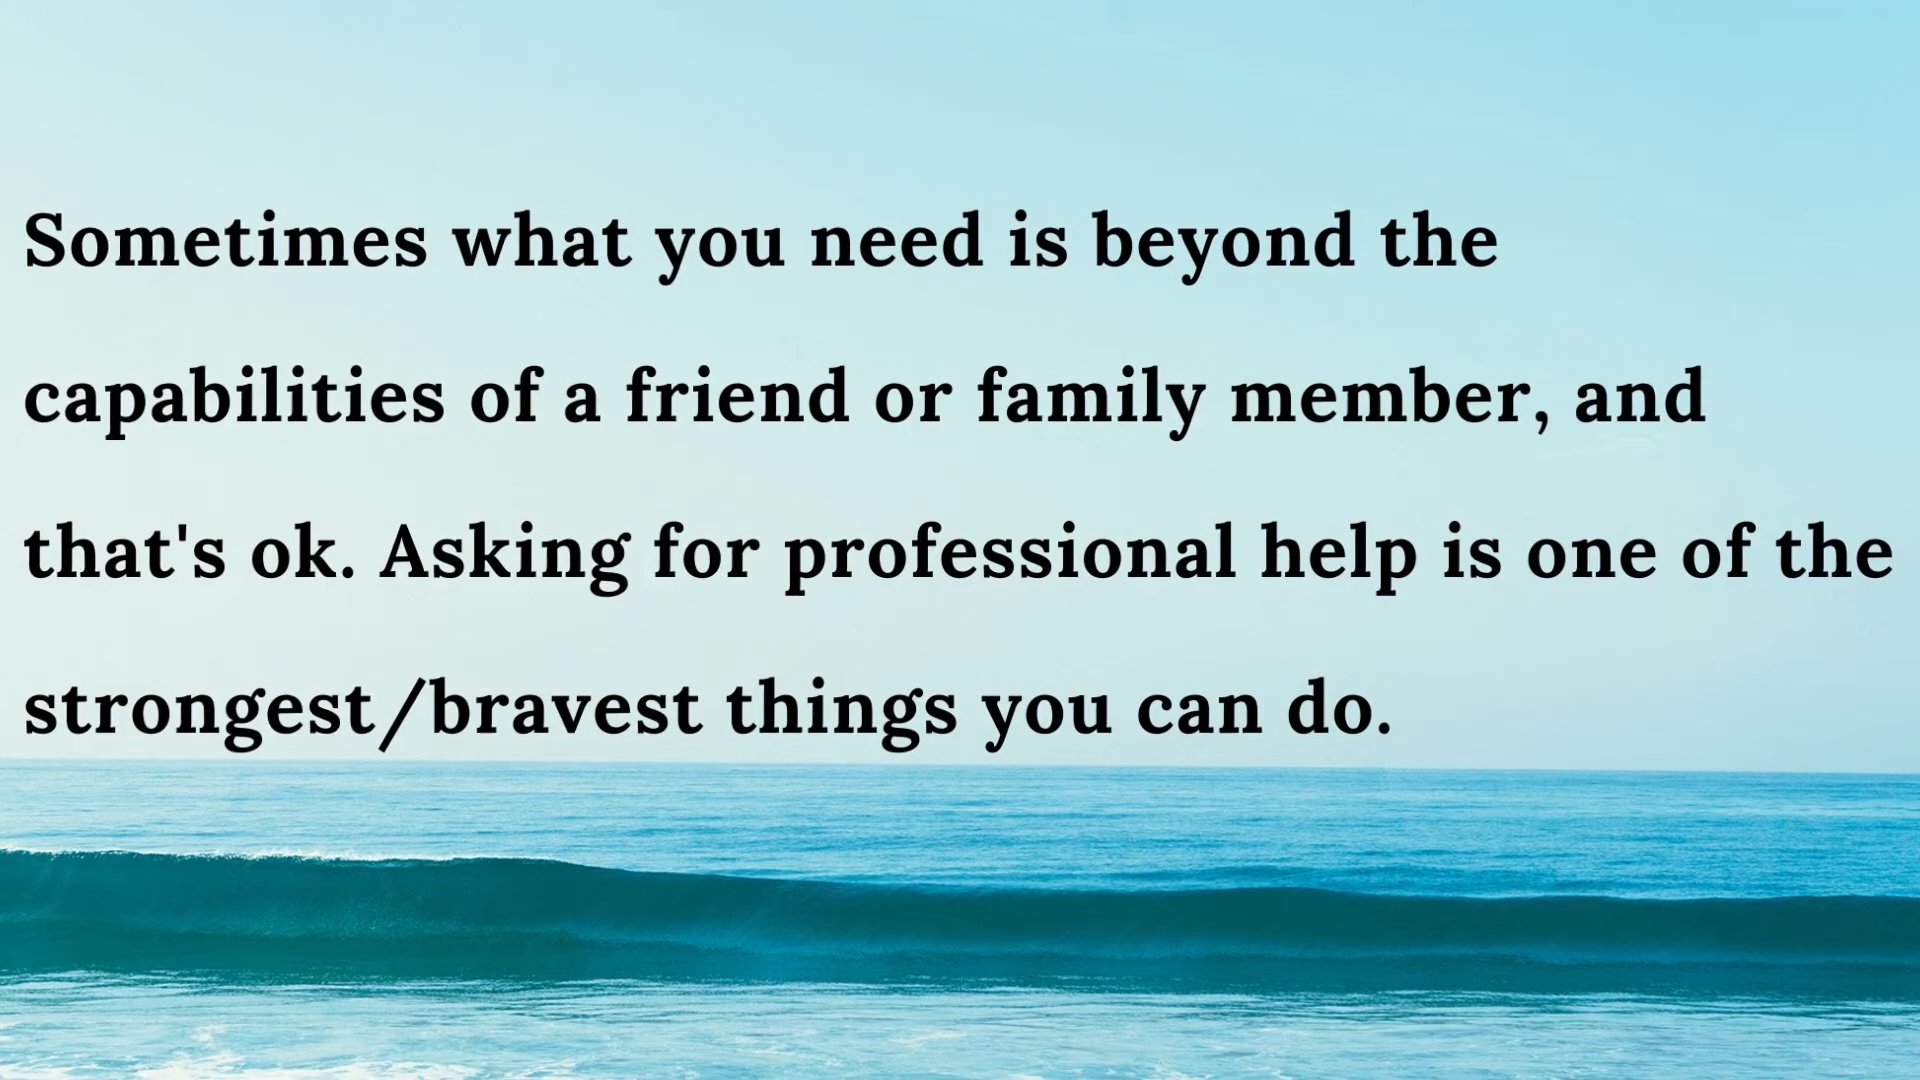 Sometimes what you need is beyond the
capabilities of a friend or family member, and
that's ok. Asking for professional help is one of the
strongest/bravest things you can do.